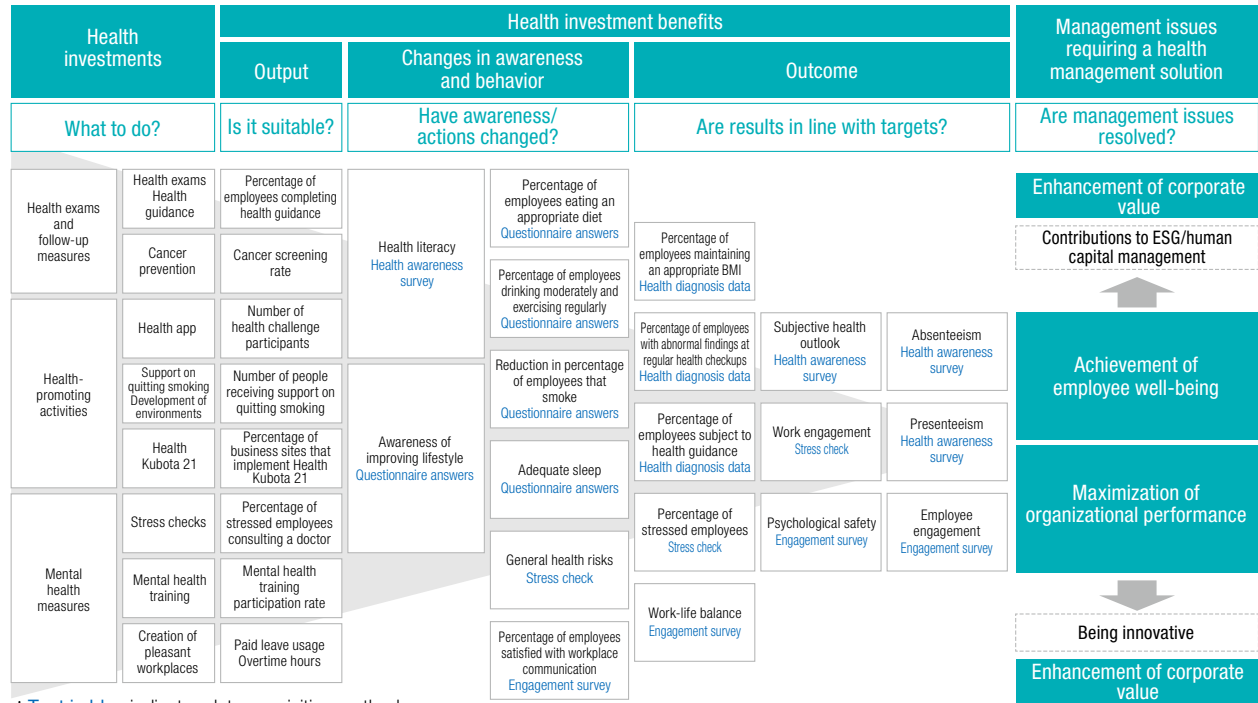 Health
investments
Health investment benefits
Management issues
requiring a health
management solution
Output
Changes in awareness
and behavior
Outcome
What to do?
Is it suitable?
Have awareness/
actions changed?
Are results in line with targets?
Are management issues
resolved?
Health exams
and
follow-up
measures
Health exams
Health
guidance
Cancer
prevention
Health-
promoting
activities
Health app
Support on
quitting smoking
Development of
environments
Health
Kubota 21
Mental
health
measures
Stress checks
Mental health
training
Creation of
pleasant
workplaces
Percentage of
employees completing
health guidance
Cancer screening
rate
Number of
health challenge
participants
Number of people
receiving support on
quitting smoking
Percentage of
business sites that
implement Health
Kubota 21
Percentage of
stressed employees
consulting a doctor
Mental health
training
participation rate
Paid leave usage
Overtime hours
Health literacy
Health awareness
survey
Awareness of
improving lifestyle
Questionnaire answers
Percentage of
employees eating an
appropriate diet
Questionnaire answers
Percentage of employees
drinking moderately and
exercising regularly
Questionnaire answers
Reduction in percentage
of employees that
smoke
Questionnaire answers
Adequate sleep
Questionnaire answers
General health risks
Stress check
Percentage of employees
satisfied with workplace
communication
Engagement survey
Percentage of
employees maintaining
an appropriate BMI
Health diagnosis data
Percentage of employees
with abnormal findings at
regular health checkups
Health diagnosis data
Percentage of
employees subject to
health guidance
Health diagnosis data
Percentage of
stressed employees
Stress check
Work-life balance
Engagement survey
Subjective health
outlook
Health awareness
survey
Work engagement
Stress check
Psychological safety
Engagement survey
Absenteeism
Health awareness
survey
Presenteeism
Health awareness
survey
Employee
engagement
Engagement survey
Enhancement of corporate
value
Contributions to ESG/human
capital management
Achievement of
employee well-being
Maximization of
organizational performance
Being innovative
Enhancement of corporate
value